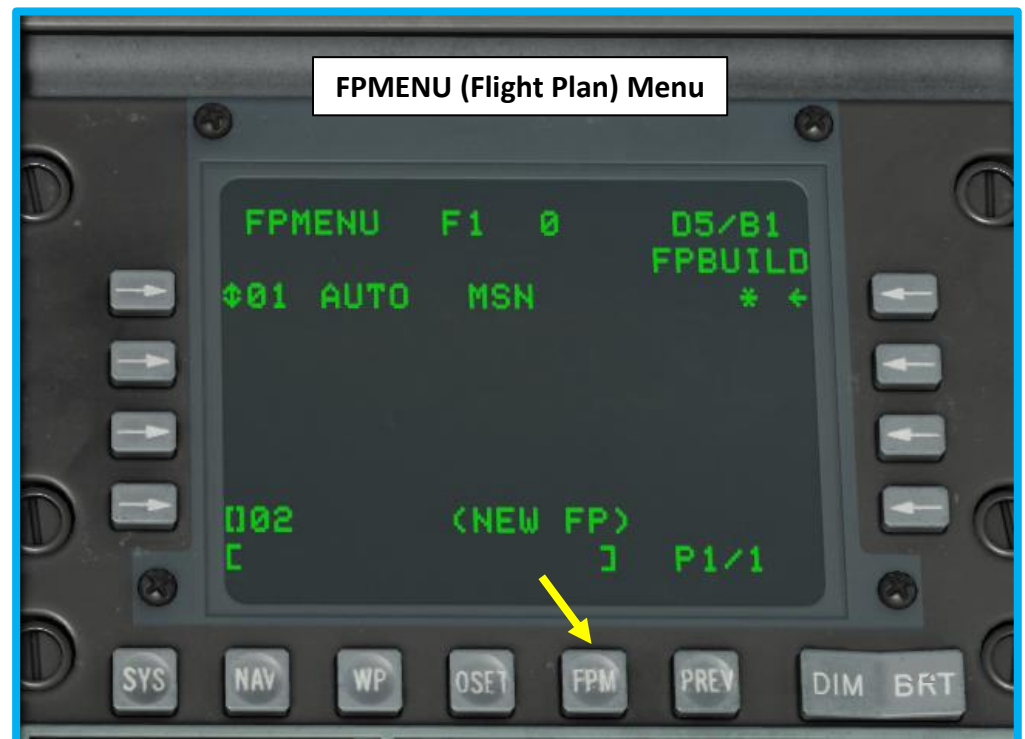 FPMENU (Flight Plan) Menu
FPMENU F1 0 D5/B1
FPBUILD
↕01 AUTO MSN * ←
[]02 (NEW FP)
[ ] P1/1
SYS NAV WP OSET FPM PREV DIM BRT